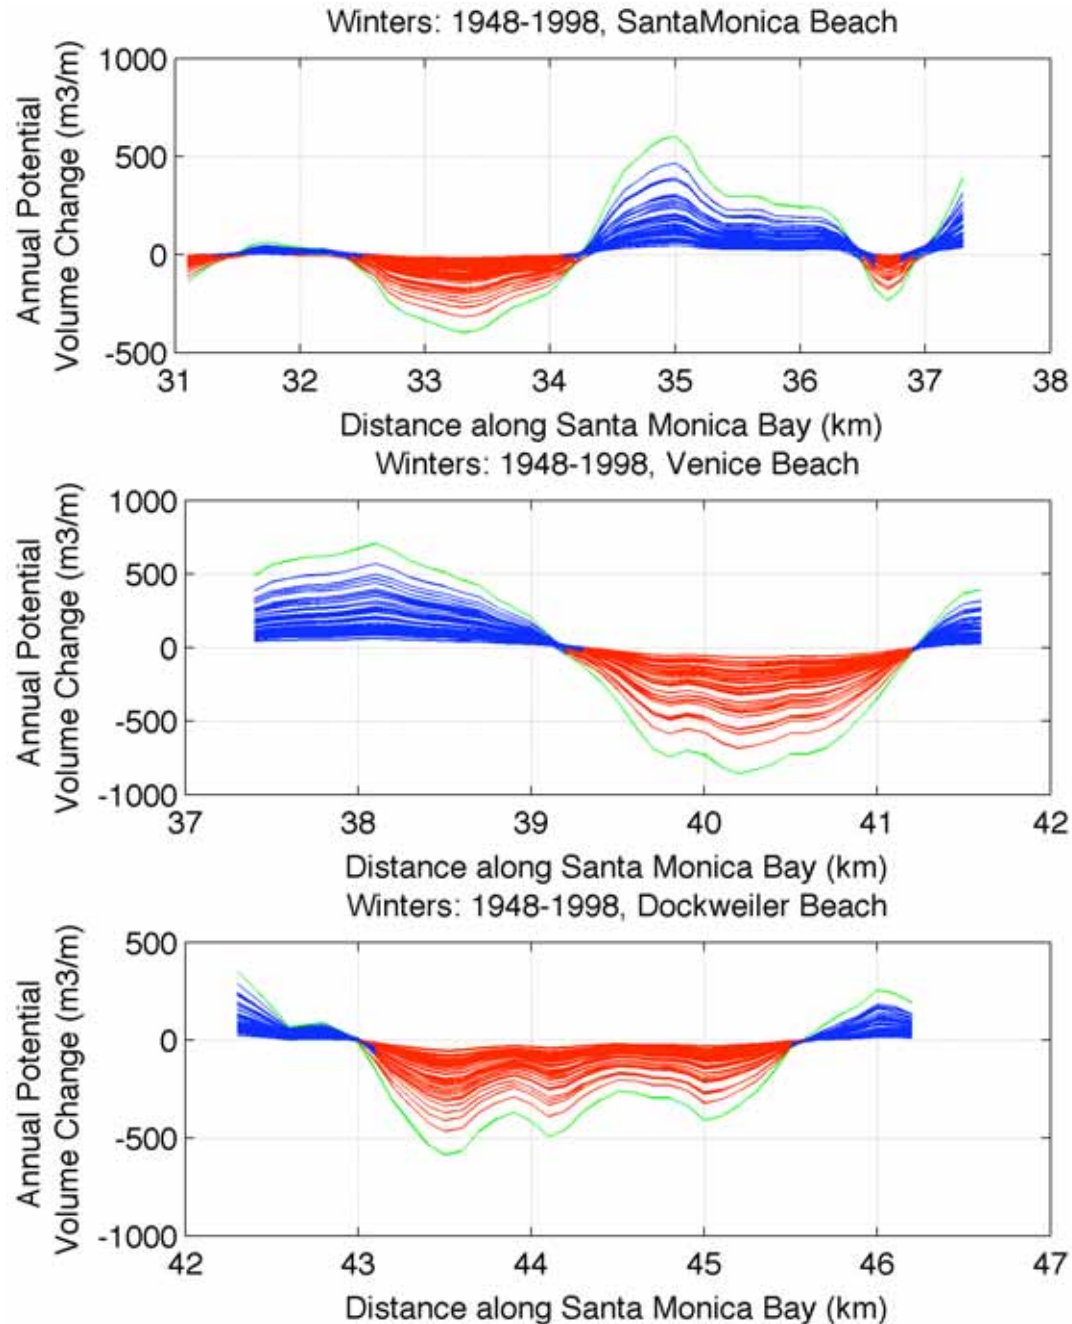 Winters: 1948-1998, SantaMonica Beach
Annual Potential
Volume Change (m3/m)
1000
500
0
-500
31 32 33 34 35 36 37 38
Distance along Santa Monica Bay (km)
Winters: 1948-1998, Venice Beach
Annual Potential
Volume Change (m3/m)
1000
500
0
-500
-1000
37 38 39 40 41 42
Distance along Santa Monica Bay (km)
Winters: 1948-1998, Dockweiler Beach
Annual Potential
Volume Change (m3/m)
500
0
-500
-1000
42 43 44 45 46 47
Distance along Santa Monica Bay (km)